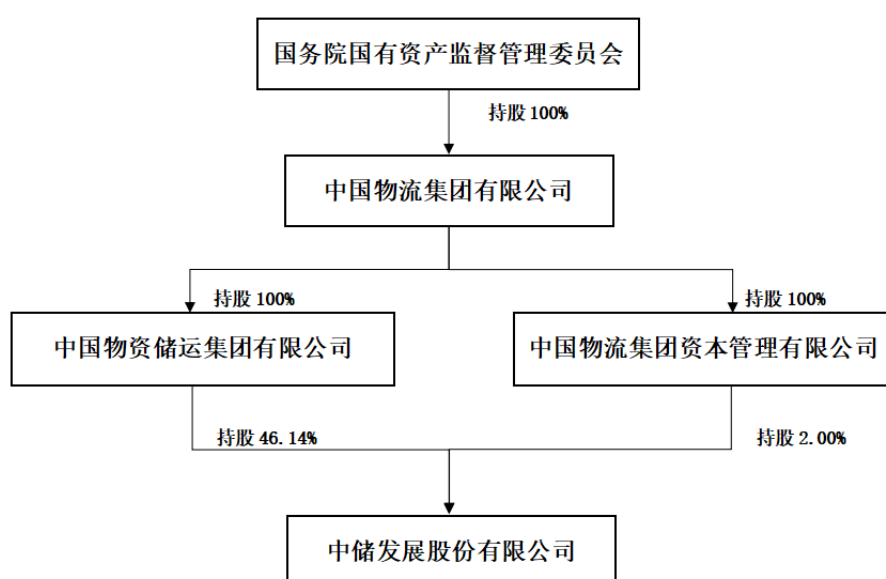 国务院国有资产监督管理委员会
持股 100%
中国物流集团有限公司
持股 100%
持股 100%
中国物资储运集团有限公司
中国物流集团资本管理有限公司
持股 46.14%
持股 2.00%
中储发展股份有限公司